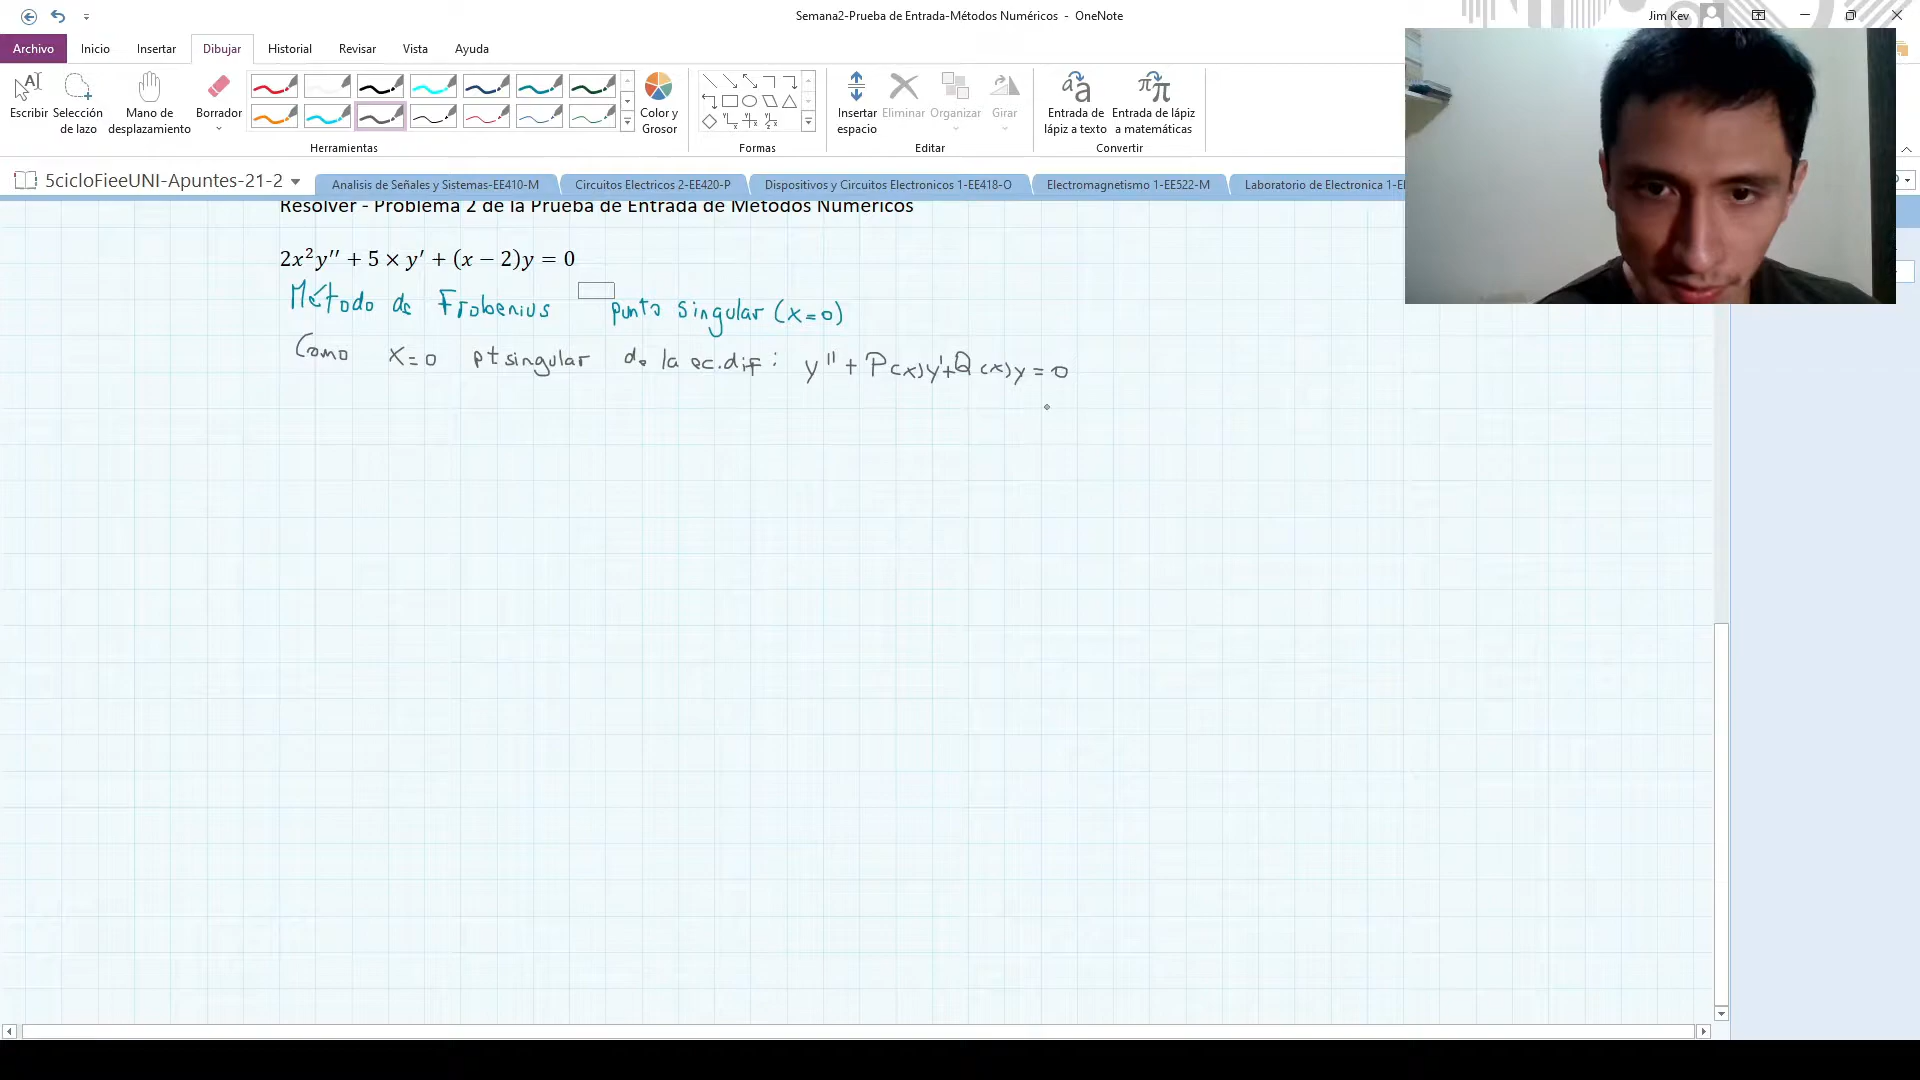 Semana2-Prueba de Entrada-Métodos Numéricos - OneNote
Jim Kev
Archivo Inicio Insertar Dibujar Historial Revisar Vista Ayuda
Escribir
Selección de lazo
Mano de desplazamiento
Borrador
Color y Grosor
Insertar espacio
Eliminar
Organizar
Girar
Entrada de lápiz a texto
Entrada de lápiz a matemáticas
Herramientas
Formas
Editar
Convertir
5cicloFieeUNI-Apuntes-21-2
Analisis de Señales y Sistemas-EE410-M
Circuitos Electricos 2-EE420-P
Dispositivos y Circuitos Electronicos 1-EE418-O
Electromagnetismo 1-EE522-M
Laboratorio de Electronica 1-EE
Resolver - Problema 2 de la Prueba de Entrada de Métodos Numéricos
2x²y′′ + 5 × y′ + (x − 2)y = 0
Método de Frobenius punto singular (x=0)
Como x=0 pt singular de la ec.dif: y'' + P(x)y'+Q(x)y = 0